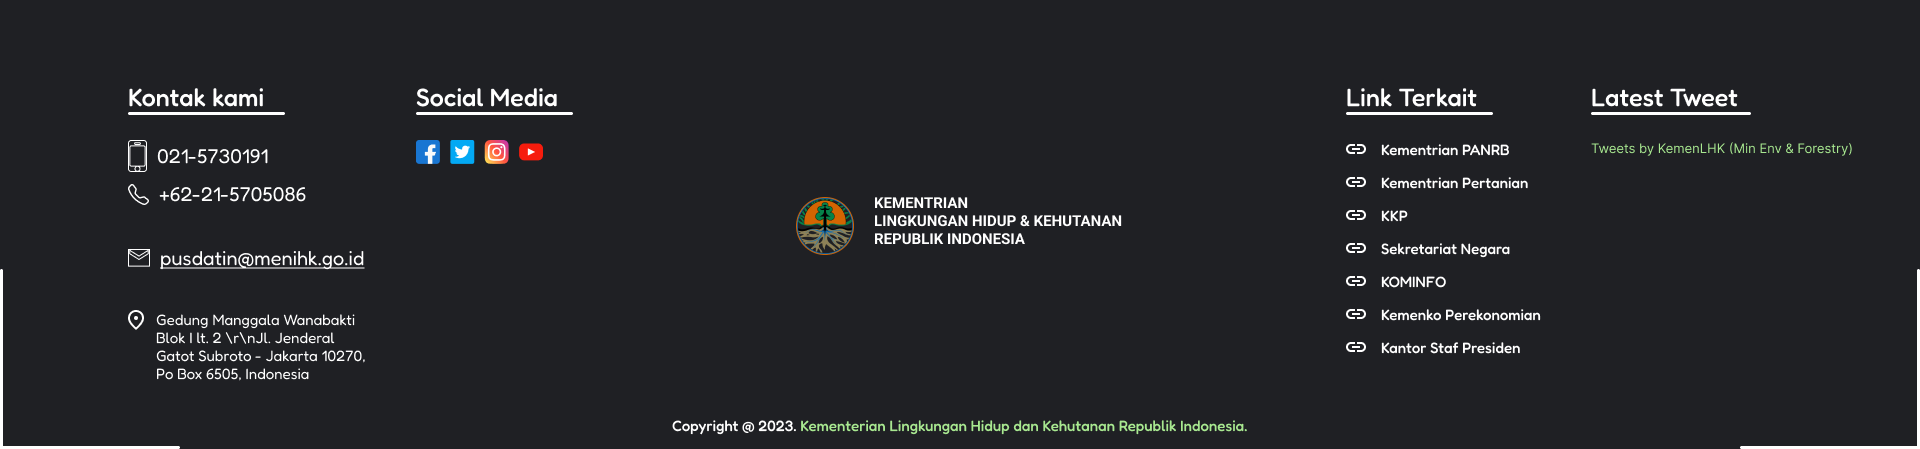 Kontak kami
021-5730191
+62-21-5705086
pusdatin@menihk.go.id
Gedung Manggala Wanabakti
Blok I lt. 2 \r\nJl. Jenderal
Gatot Subroto - Jakarta 10270,
Po Box 6505, Indonesia
Social Media
KEMENTRIAN
LINGKUNGAN HIDUP & KEHUTANAN
REPUBLIK INDONESIA
Link Terkait
Kementrian PANRB
Kementrian Pertanian
KKP
Sekretariat Negara
KOMINFO
Kemenko Perekonomian
Kantor Staf Presiden
Latest Tweet
Tweets by KemenLHK (Min Env & Forestry)
Copyright @ 2023. Kementerian Lingkungan Hidup dan Kehutanan Republik Indonesia.